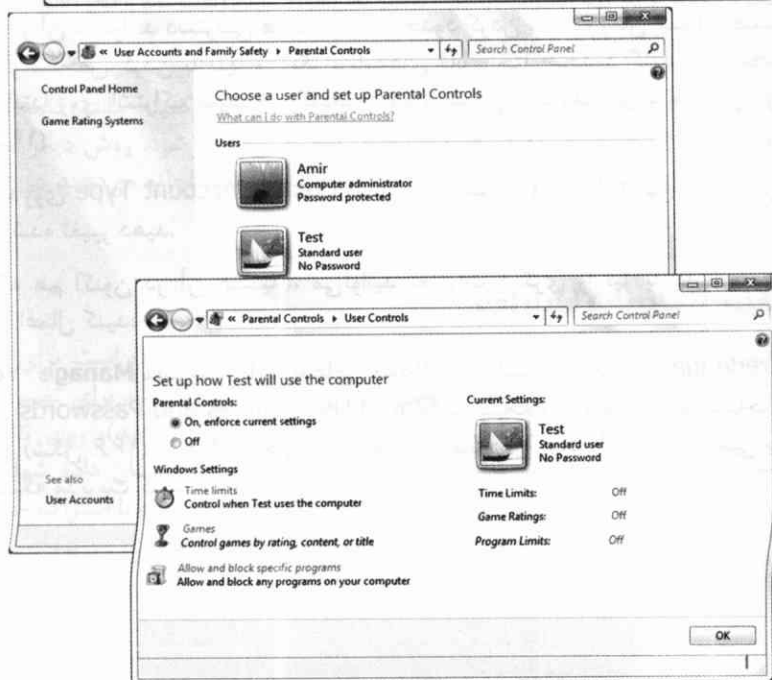 « User Accounts and Family Safety ▸ Parental Controls
Search Control Panel
Control Panel Home
Game Rating Systems
Choose a user and set up Parental Controls
What can I do with Parental Controls?
Users
Amir
Computer administrator
Password protected
Test
Standard user
No Password
See also
User Accounts
« Parental Controls ▸ User Controls
Search Control Panel
Set up how Test will use the computer
Parental Controls:
On, enforce current settings
Off
Windows Settings
Time limits
Control when Test uses the computer
Games
Control games by rating, content, or title
Allow and block specific programs
Allow and block any programs on your computer
Current Settings:
Test
Standard user
No Password
Time Limits: Off
Game Ratings: Off
Program Limits: Off
OK